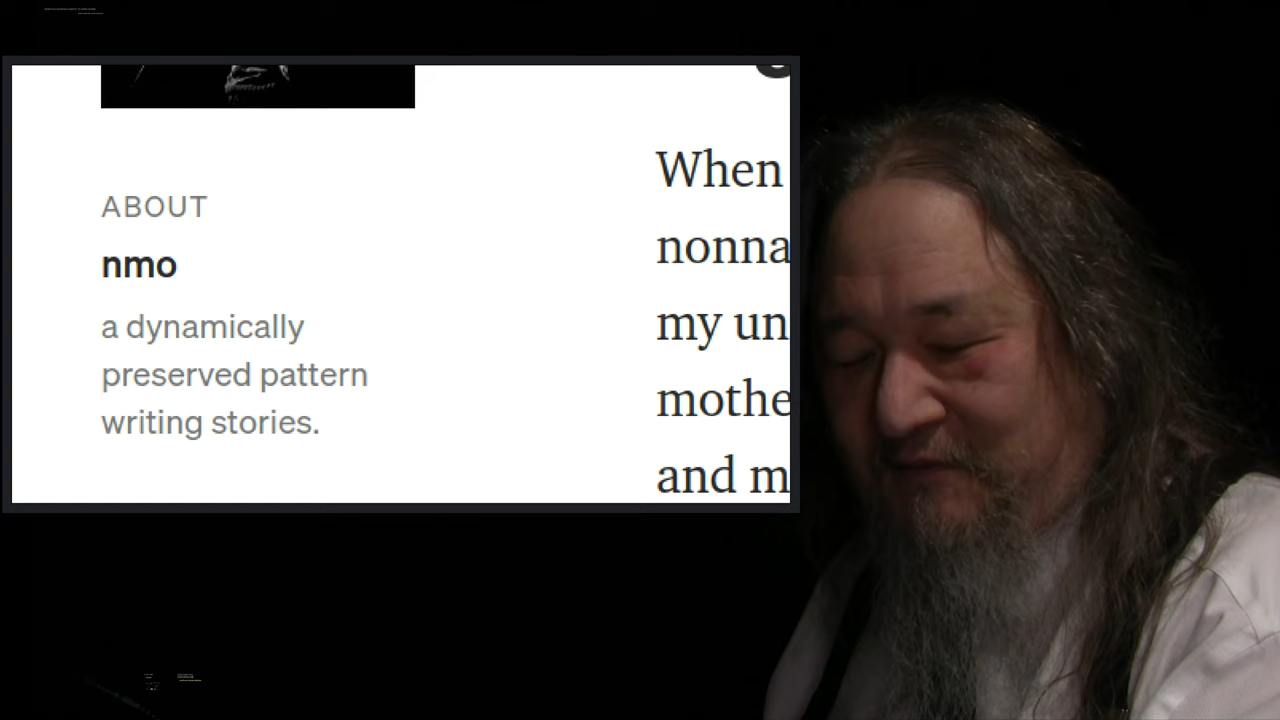 ABOUT
nmo
a dynamically
preserved pattern
writing stories.
When
nonna
my un
mothe
and m